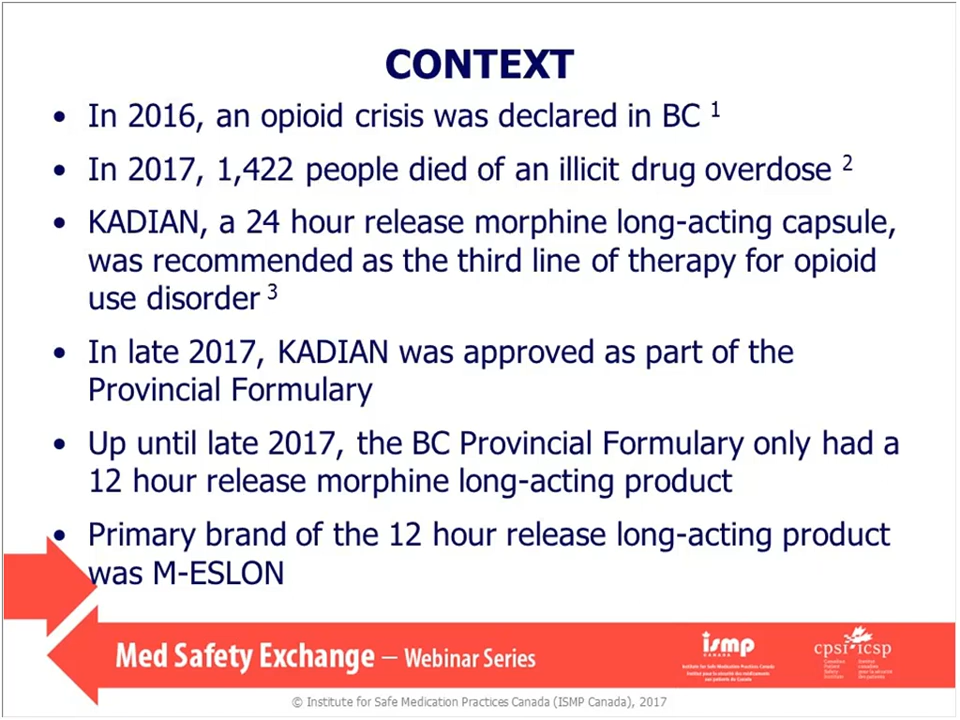 CONTEXT
• In 2016, an opioid crisis was declared in BC 1
• In 2017, 1,422 people died of an illicit drug overdose 2
• KADIAN, a 24 hour release morphine long-acting capsule,
was recommended as the third line of therapy for opioid
use disorder 3
• In late 2017, KADIAN was approved as part of the
Provincial Formulary
• Up until late 2017, the BC Provincial Formulary only had a
12 hour release morphine long-acting product
• Primary brand of the 12 hour release long-acting product
was M-ESLON
Med Safety Exchange – Webinar Series
ismp
CANADA
Institute for Safe Medication Practices Canada
Institut pour la sécurité des médicaments
aux patients du Canada
cpsi·icsp
Canadian
Patient
Safety
Institute
Institut
canadien
pour la sécurité
des patients
© Institute for Safe Medication Practices Canada (ISMP Canada), 2017